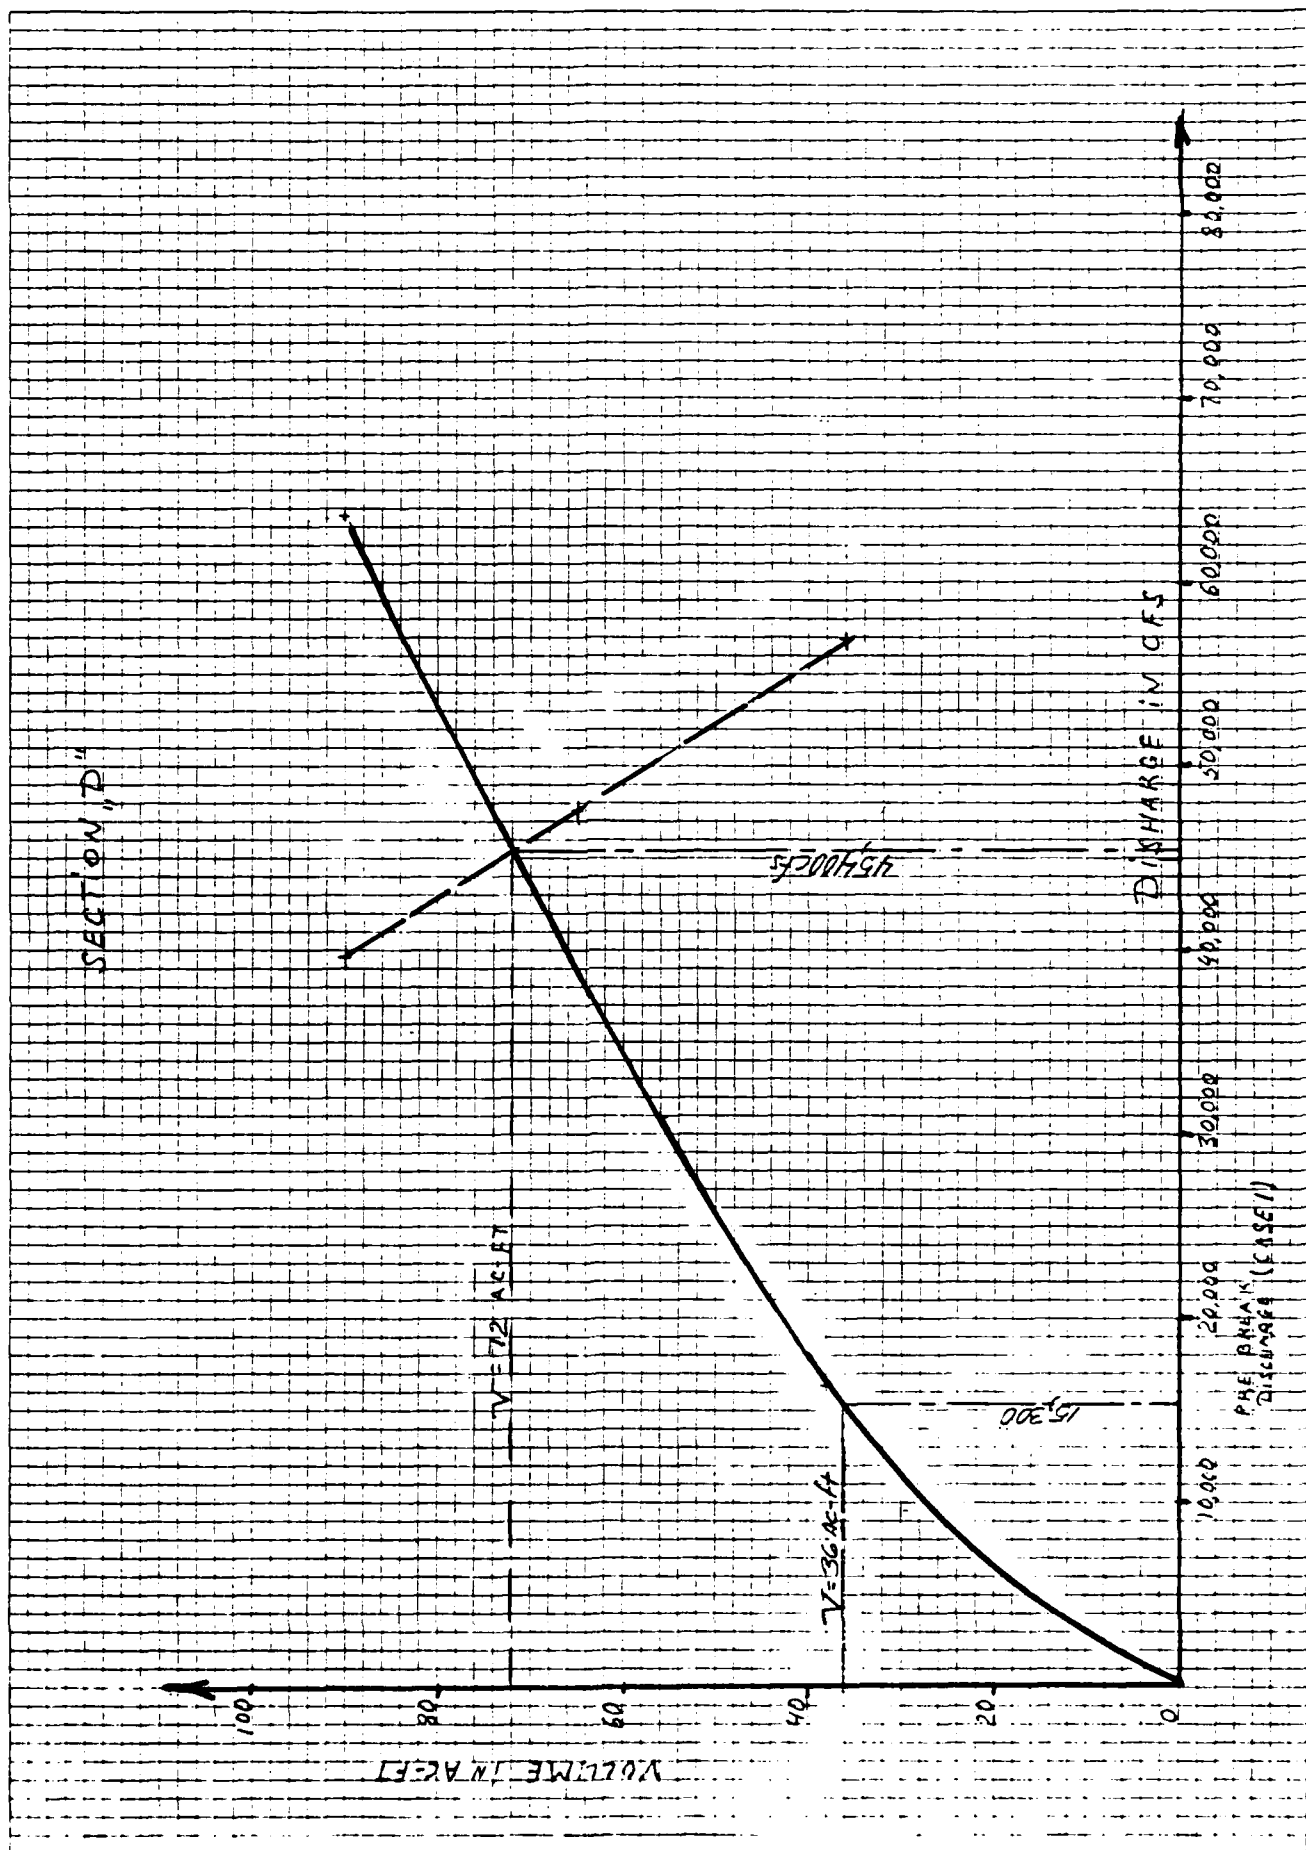 SECTION „D"
VOLUME IN AC-FT
100
80
60
40
20
0
V=72 AC-FT
V=36 AC-ft
45,400 cfs
15,300
DISHARGE iN CFS
10,000
20,000
30,000
40,000
50,000
60,000
70,000
80,000
PRE BREAK
DISCHARGE (CASE 1)